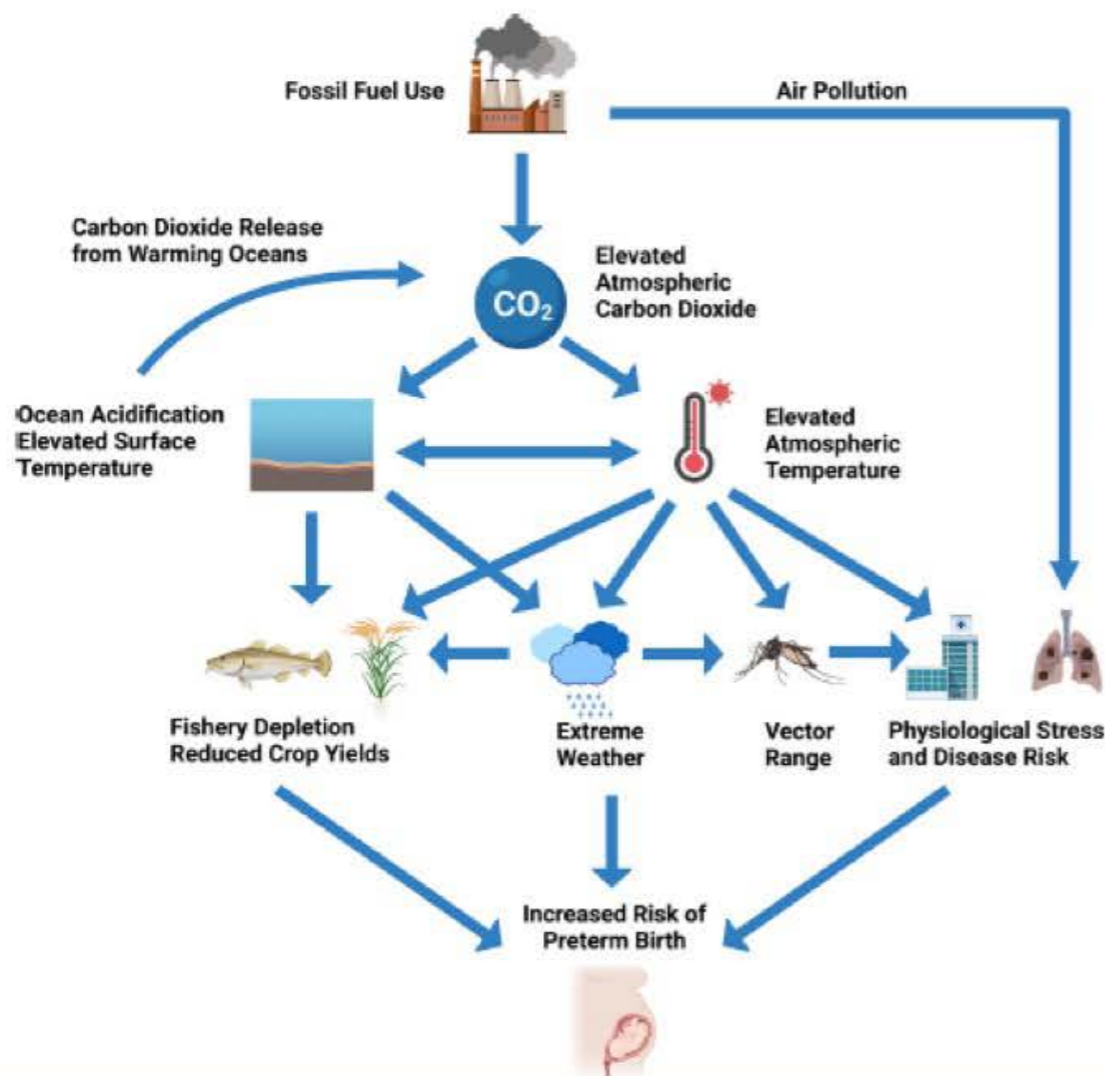 Fossil Fuel Use
Air Pollution
Carbon Dioxide Release
from Warming Oceans
CO₂
Elevated
Atmospheric
Carbon Dioxide
Ocean Acidification
Elevated Surface
Temperature
Elevated
Atmospheric
Temperature
Fishery Depletion
Reduced Crop Yields
Extreme
Weather
Vector
Range
Physiological Stress
and Disease Risk
Increased Risk of
Preterm Birth